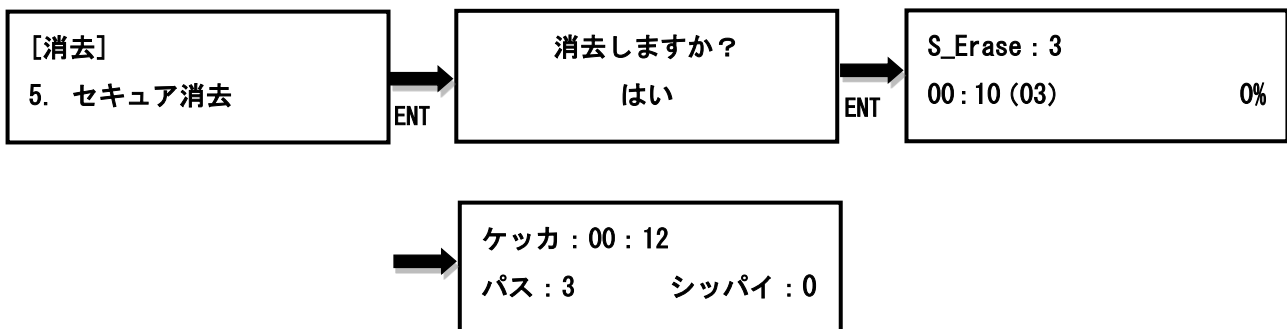 [消去]
5. セキュア消去
ENT
消去しますか？
はい
ENT
S_Erase：3
00：10 (03) 0%
ケッカ：00：12
パス：3 シッパイ：0